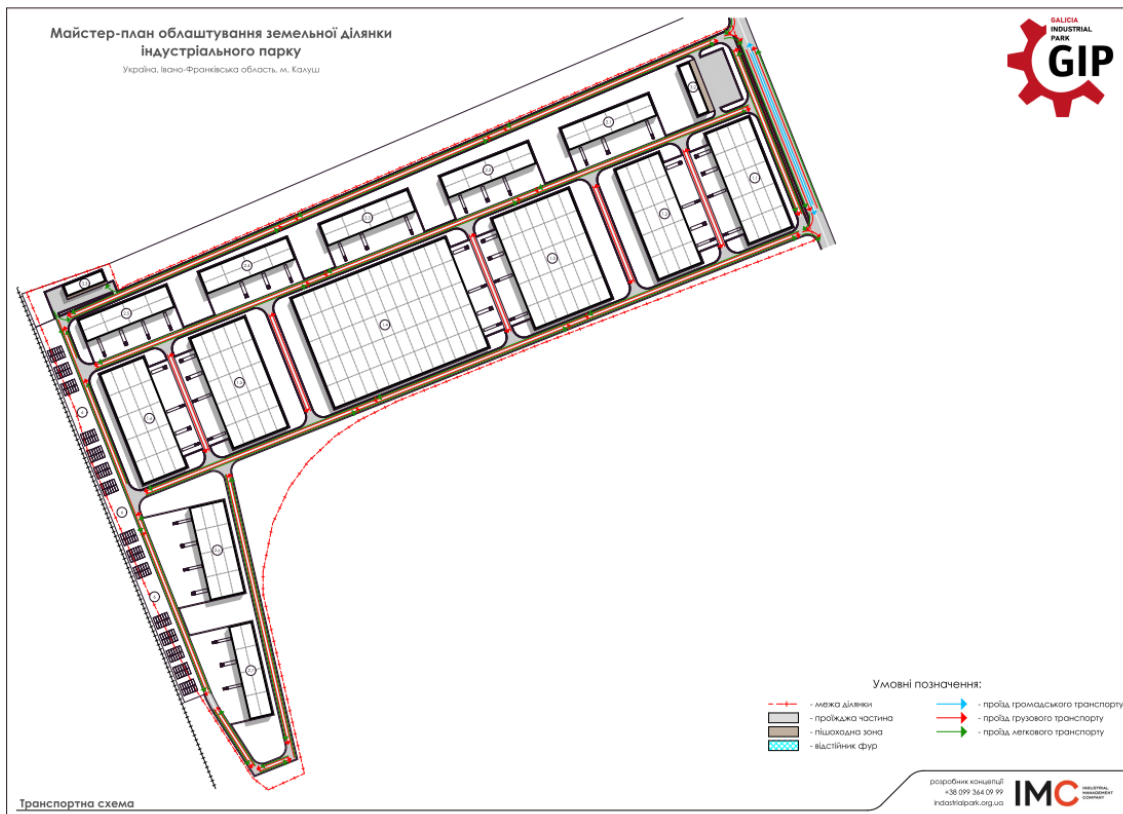 Майстер-план облаштування земельної ділянки
індустріального парку
Україна, Івано-Франківська область, м. Калуш
GALICIA
INDUSTRIAL
PARK
GIP
Умовні позначення:
- межа ділянки
- проїжджа частина
- пішоходна зона
- відстійник фур
- проїзд громадського транспорту
- проїзд грузового транспорту
- проїзд легкового транспорту
Транспортна схема
розробник концепції
+38 099 364 09 99
industrialpark.org.ua
IMC
INDUSTRIAL
MANAGEMENT
COMPANY